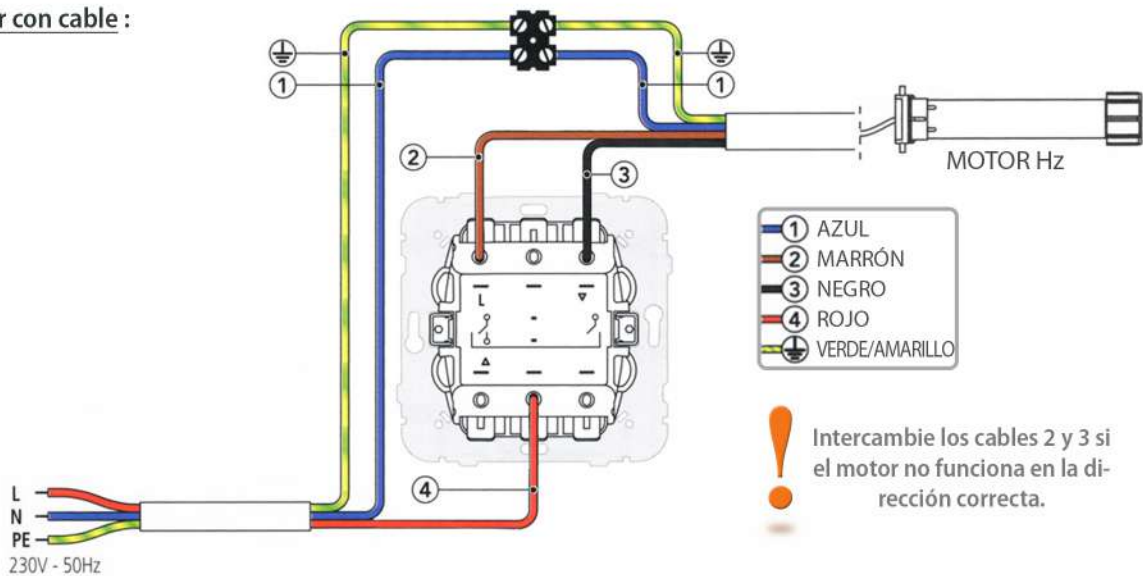 r con cable :
1
1
2
3
MOTOR Hz
1 AZUL
2 MARRÓN
3 NEGRO
4 ROJO
VERDE/AMARILLO
L
4
L
N
PE
230V - 50Hz
Intercambie los cables 2 y 3 si
el motor no funciona en la di-
rección correcta.